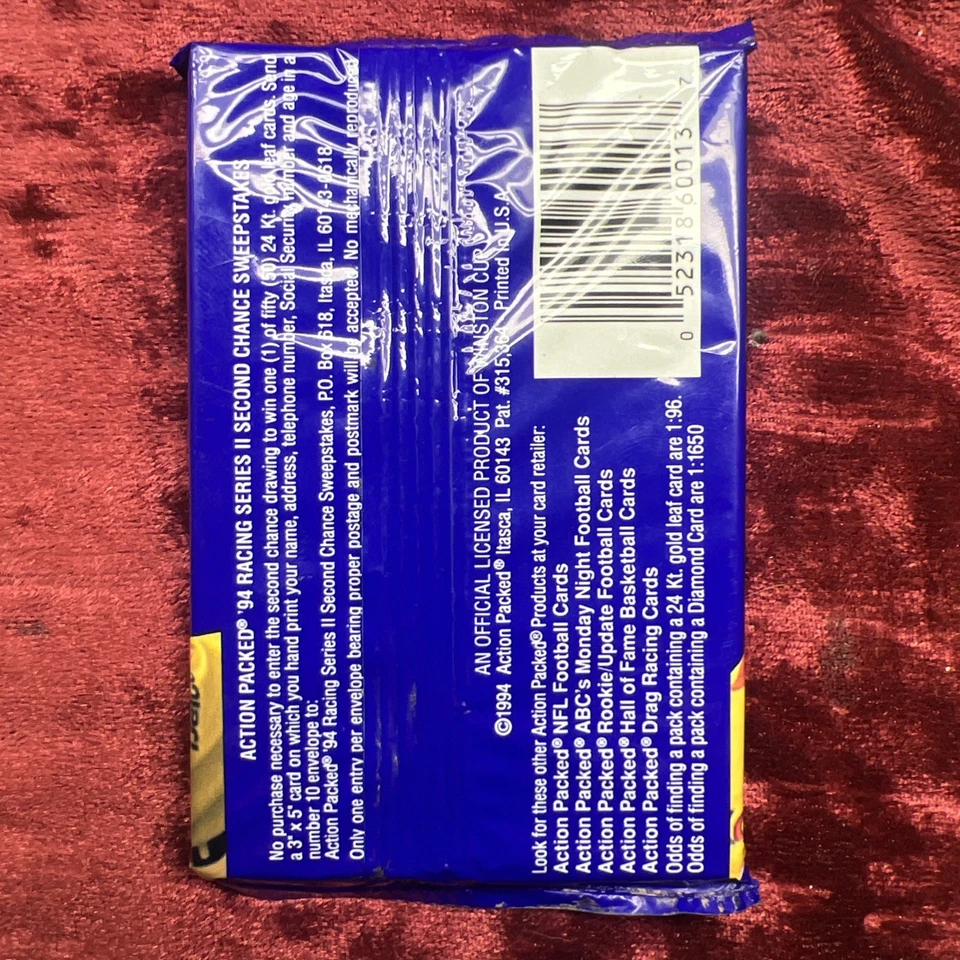 ACTION PACKED® '94 RACING SERIES II SECOND CHANCE SWEEPSTAKES
No purchase necessary to enter the second chance drawing to win one (1) of fifty (50) 24 Kt. gold leaf cards. Send
a 3" x 5" card on which you hand print your name, address, telephone number, Social Security number and age in a
number 10 envelope to:
Action Packed® '94 Racing Series II Second Chance Sweepstakes, P.O. Box 618, Itasca, IL 60143-0618.
Only one entry per envelope bearing proper postage and postmark will be accepted. No mechanically reproduced
AN OFFICIAL LICENSED PRODUCT OF WINSTON CUP
©1994 Action Packed® Itasca, IL 60143 Pat. #315,364 Printed in U.S.A.
Look for these other Action Packed® Products at your card retailer:
Action Packed® NFL Football Cards
Action Packed® ABC's Monday Night Football Cards
Action Packed® Rookie/Update Football Cards
Action Packed® Hall of Fame Basketball Cards
Action Packed® Drag Racing Cards
Odds of finding a pack containing a 24 Kt. gold leaf card are 1:96.
Odds of finding a pack containing a Diamond Card are 1:1650
0 52318 60013 7